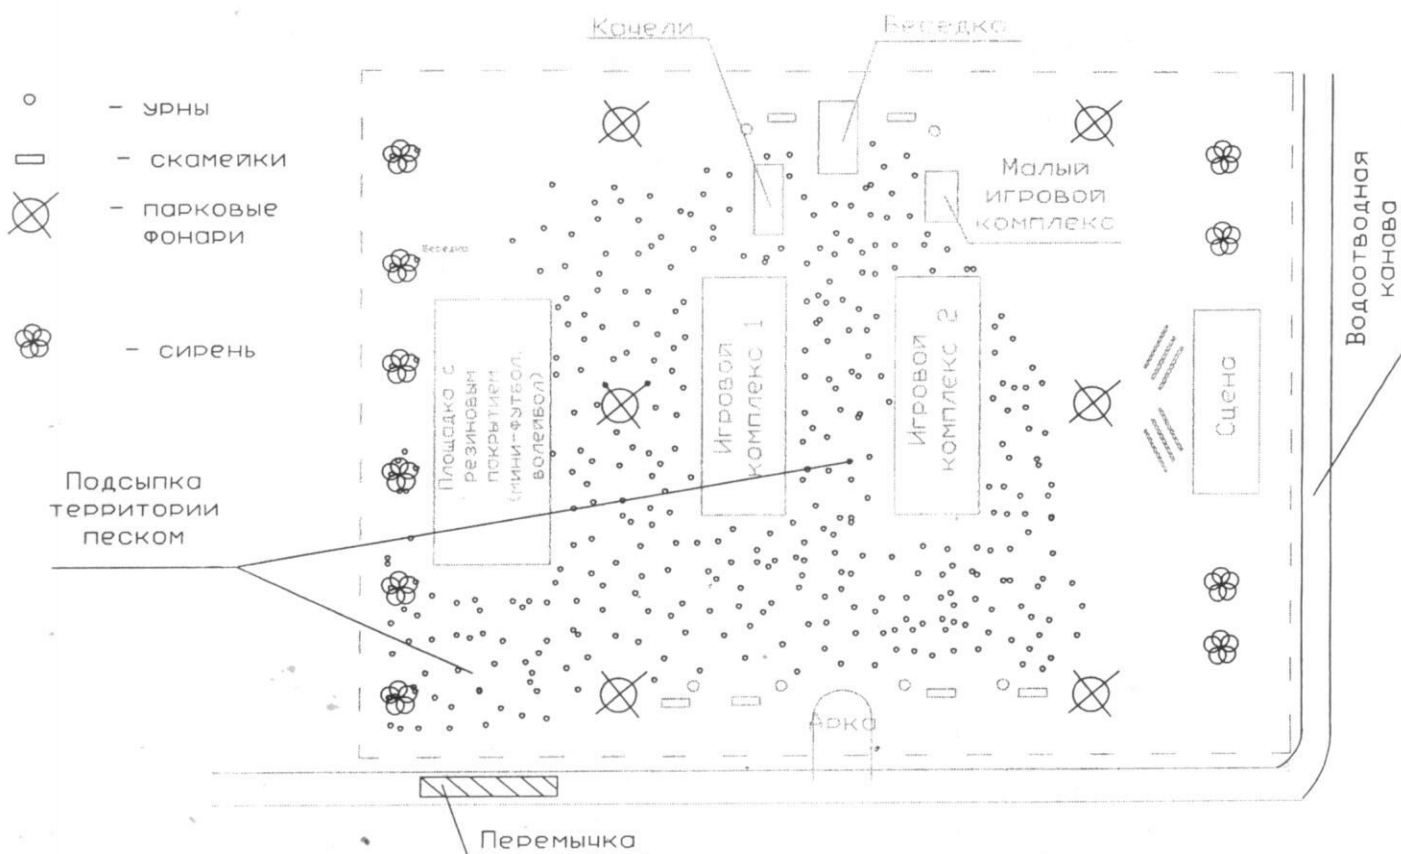 Качели
Беседка
– урны
– скамейки
– парковые
фонари
– сирень
Малый
игровой
комплекс
Беседка
Водоотводная
канава
Площадка с
резиновым
покрытием
(мини-футбол,
волейбол)
Игровой
комплекс 1
Игровой
комплекс 2
Сцена
Подсыпка
территории
песком
Арка
Перемычка